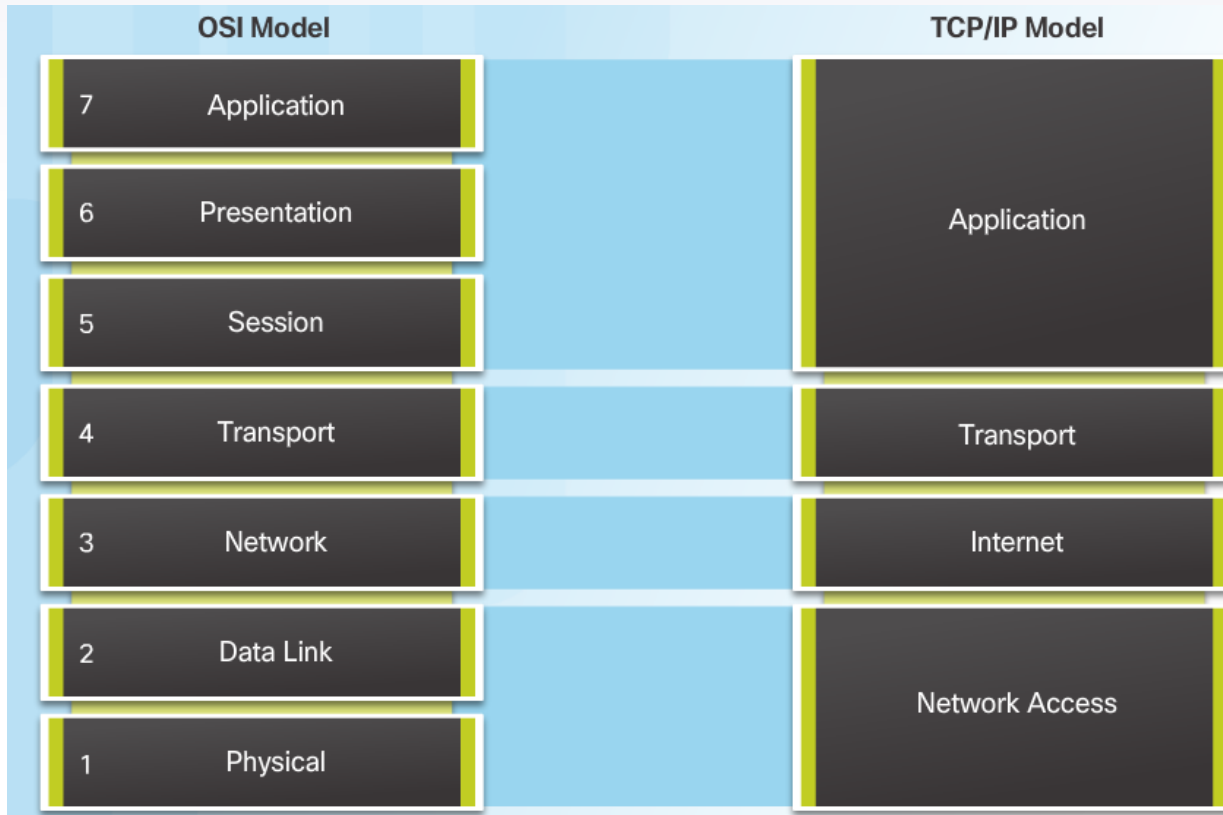 OSI Model
7 Application
6 Presentation
5 Session
4 Transport
3 Network
2 Data Link
1 Physical
TCP/IP Model
Application
Transport
Internet
Network Access